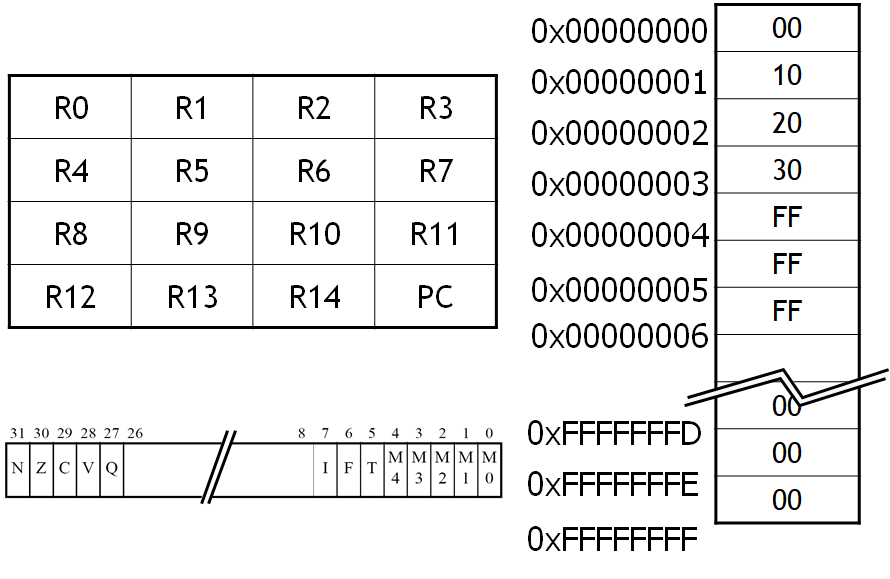 R0 R1 R2 R3
R4 R5 R6 R7
R8 R9 R10 R11
R12 R13 R14 PC
31 30 29 28 27 26 8 7 6 5 4 3 2 1 0
N Z C V Q I F T M4 M3 M2 M1 M0
0x00000000 00
0x00000001 10
0x00000002 20
0x00000003 30
0x00000004 FF
0x00000005 FF
0x00000006 FF
00
0xFFFFFFFD
00
0xFFFFFFFE
00
0xFFFFFFFF